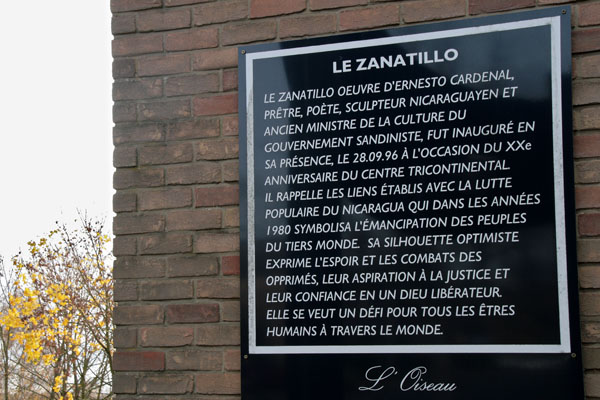 LE ZANATILLO
LE ZANATILLO OEUVRE D'ERNESTO CARDENAL,
PRÊTRE, POÈTE, SCULPTEUR NICARAGUAYEN ET
ANCIEN MINISTRE DE LA CULTURE DU
GOUVERNEMENT SANDINISTE, FUT INAUGURÉ EN
SA PRÉSENCE, LE 28.09.96 À L'OCCASION DU XXe
ANNIVERSAIRE DU CENTRE TRICONTINENTAL.
IL RAPPELLE LES LIENS ÉTABLIS AVEC LA LUTTE
POPULAIRE DU NICARAGUA QUI DANS LES ANNÉES
1980 SYMBOLISA L'ÉMANCIPATION DES PEUPLES
DU TIERS MONDE. SA SILHOUETTE OPTIMISTE
EXPRIME L'ESPOIR ET LES COMBATS DES
OPPRIMÉS, LEUR ASPIRATION À LA JUSTICE ET
LEUR CONFIANCE EN UN DIEU LIBÉRATEUR.
ELLE SE VEUT UN DÉFI POUR TOUS LES ÊTRES
HUMAINS À TRAVERS LE MONDE.
L'Oiseau